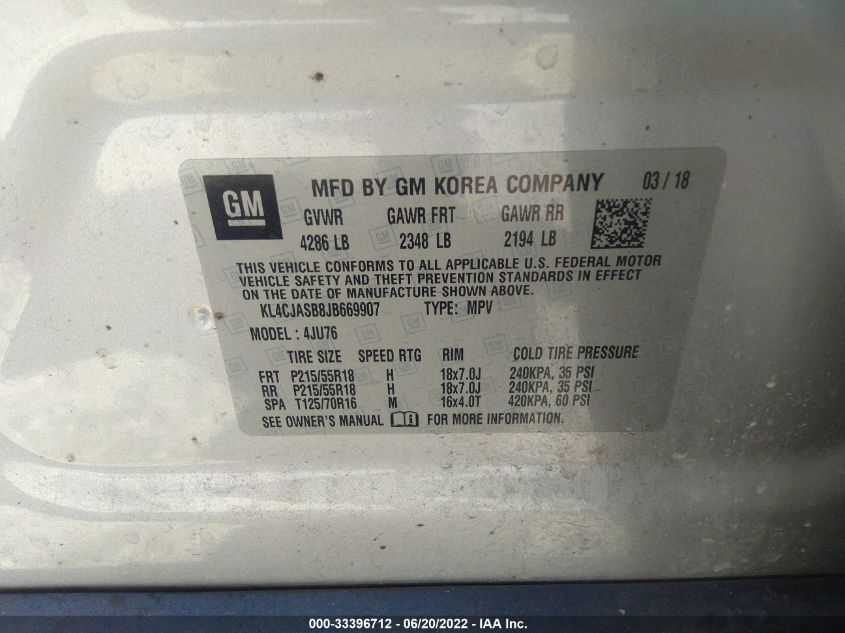 GM
MFD BY GM KOREA COMPANY 03 / 18
GVWR GAWR FRT GAWR RR
4286 LB 2348 LB 2194 LB
THIS VEHICLE CONFORMS TO ALL APPLICABLE U.S. FEDERAL MOTOR
VEHICLE SAFETY AND THEFT PREVENTION STANDARDS IN EFFECT
ON THE DATE OF MANUFACTURE SHOWN ABOVE.
KL4CJASB8JB669907 TYPE: MPV
MODEL : 4JU76
TIRE SIZE SPEED RTG RIM COLD TIRE PRESSURE
FRT P215/55R18 H 18x7.0J 240KPA, 35 PSI
RR P215/55R18 H 18x7.0J 240KPA, 35 PSI
SPA T125/70R16 M 16x4.0T 420KPA, 60 PSI
SEE OWNER'S MANUAL FOR MORE INFORMATION.
000-33396712 - 06/20/2022 - IAA Inc.